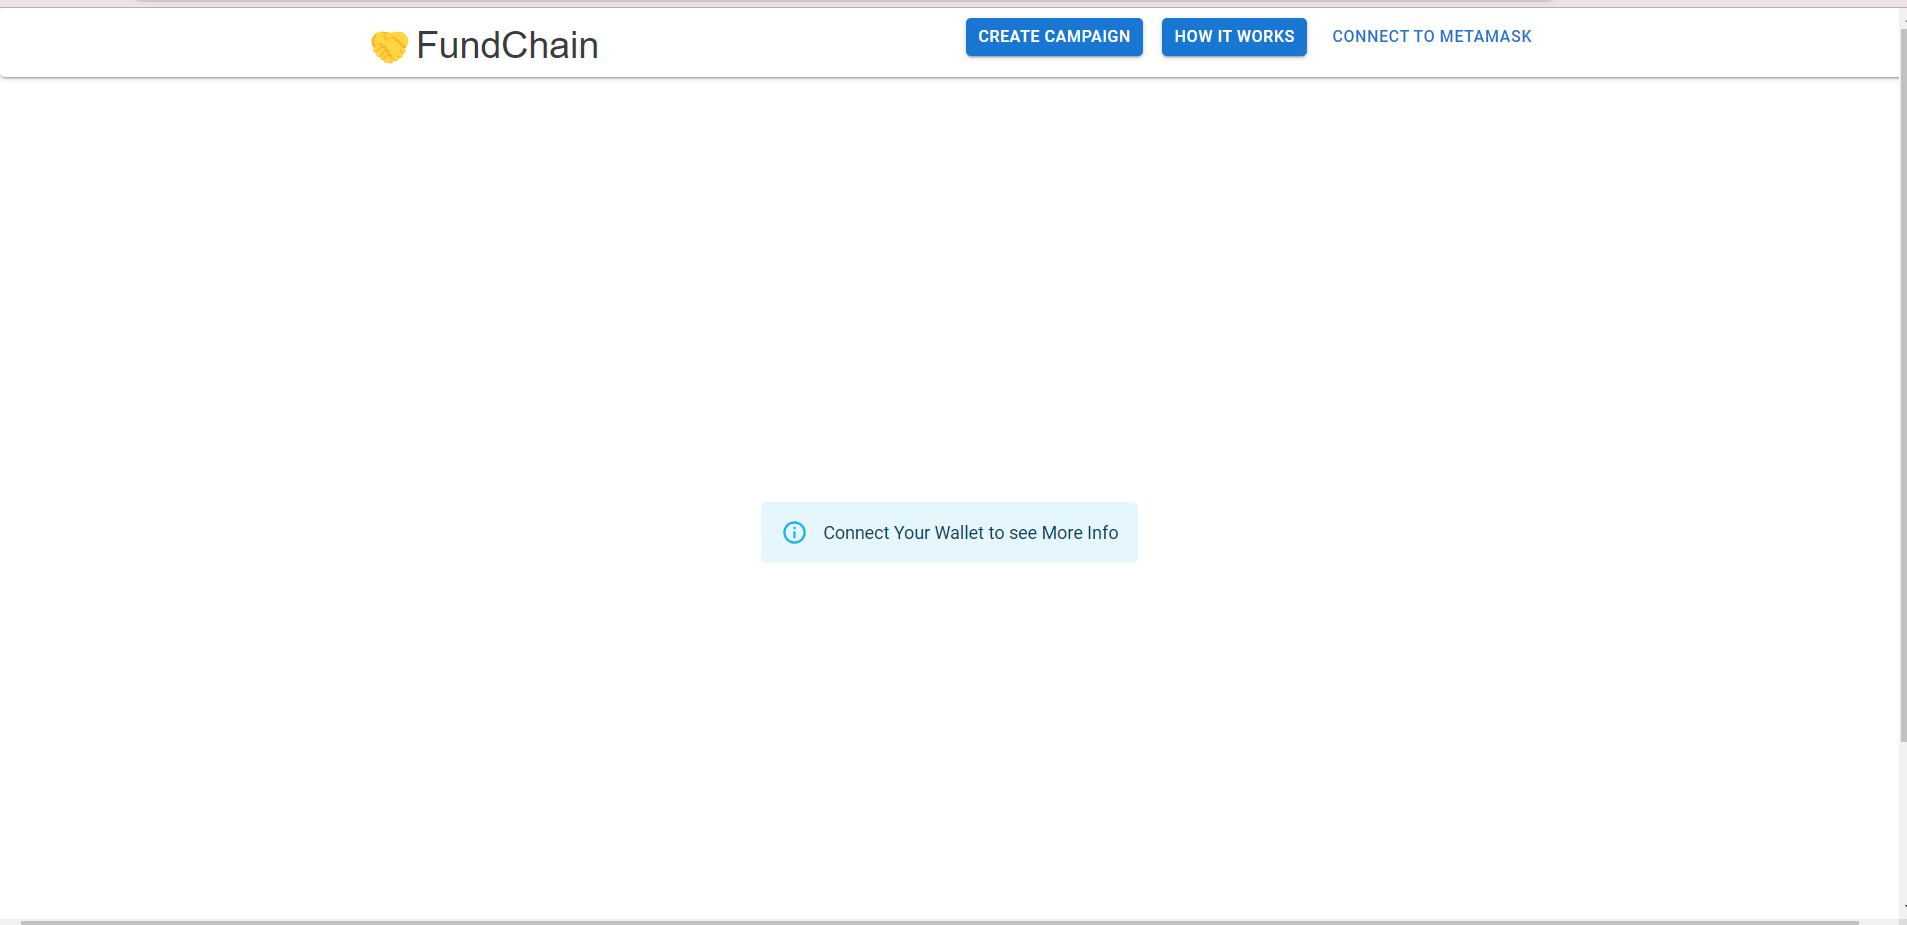 FundChain
CREATE CAMPAIGN
HOW IT WORKS
CONNECT TO METAMASK
Connect Your Wallet to see More Info